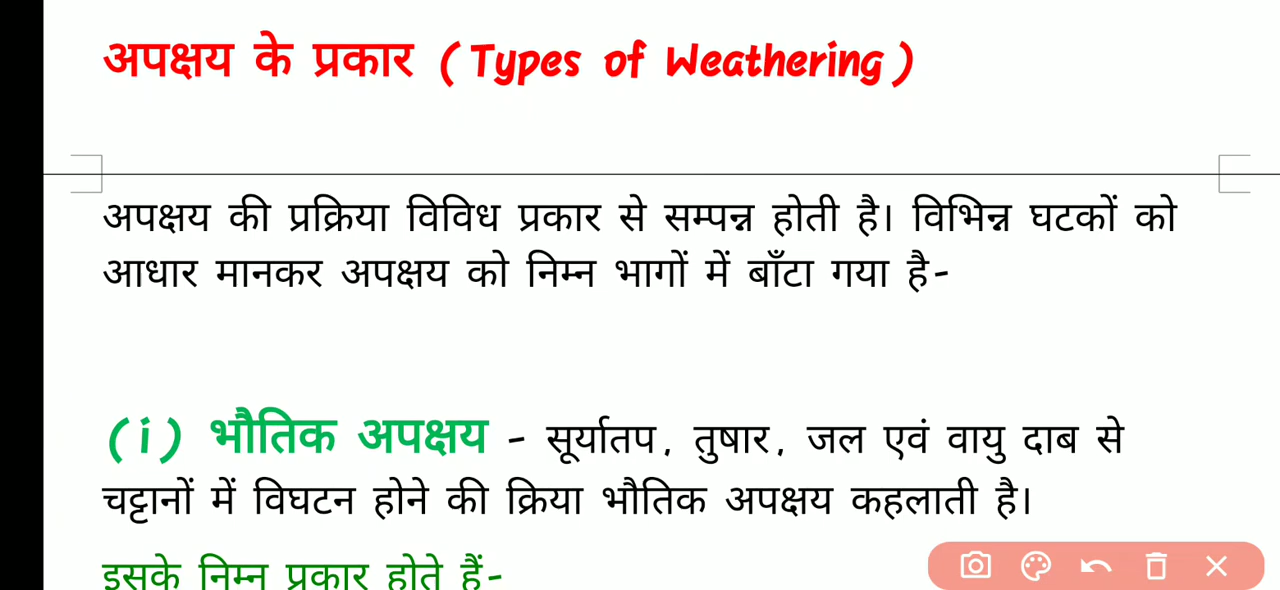 अपक्षय के प्रकार ( Types of Weathering )
अपक्षय की प्रक्रिया विविध प्रकार से सम्पन्न होती है। विभिन्न घटकों को
आधार मानकर अपक्षय को निम्न भागों में बाँटा गया है-
(i) भौतिक अपक्षय - सूर्यातप, तुषार, जल एवं वायु दाब से
चट्टानों में विघटन होने की क्रिया भौतिक अपक्षय कहलाती है।
इसके निम्न प्रकार होते हैं-